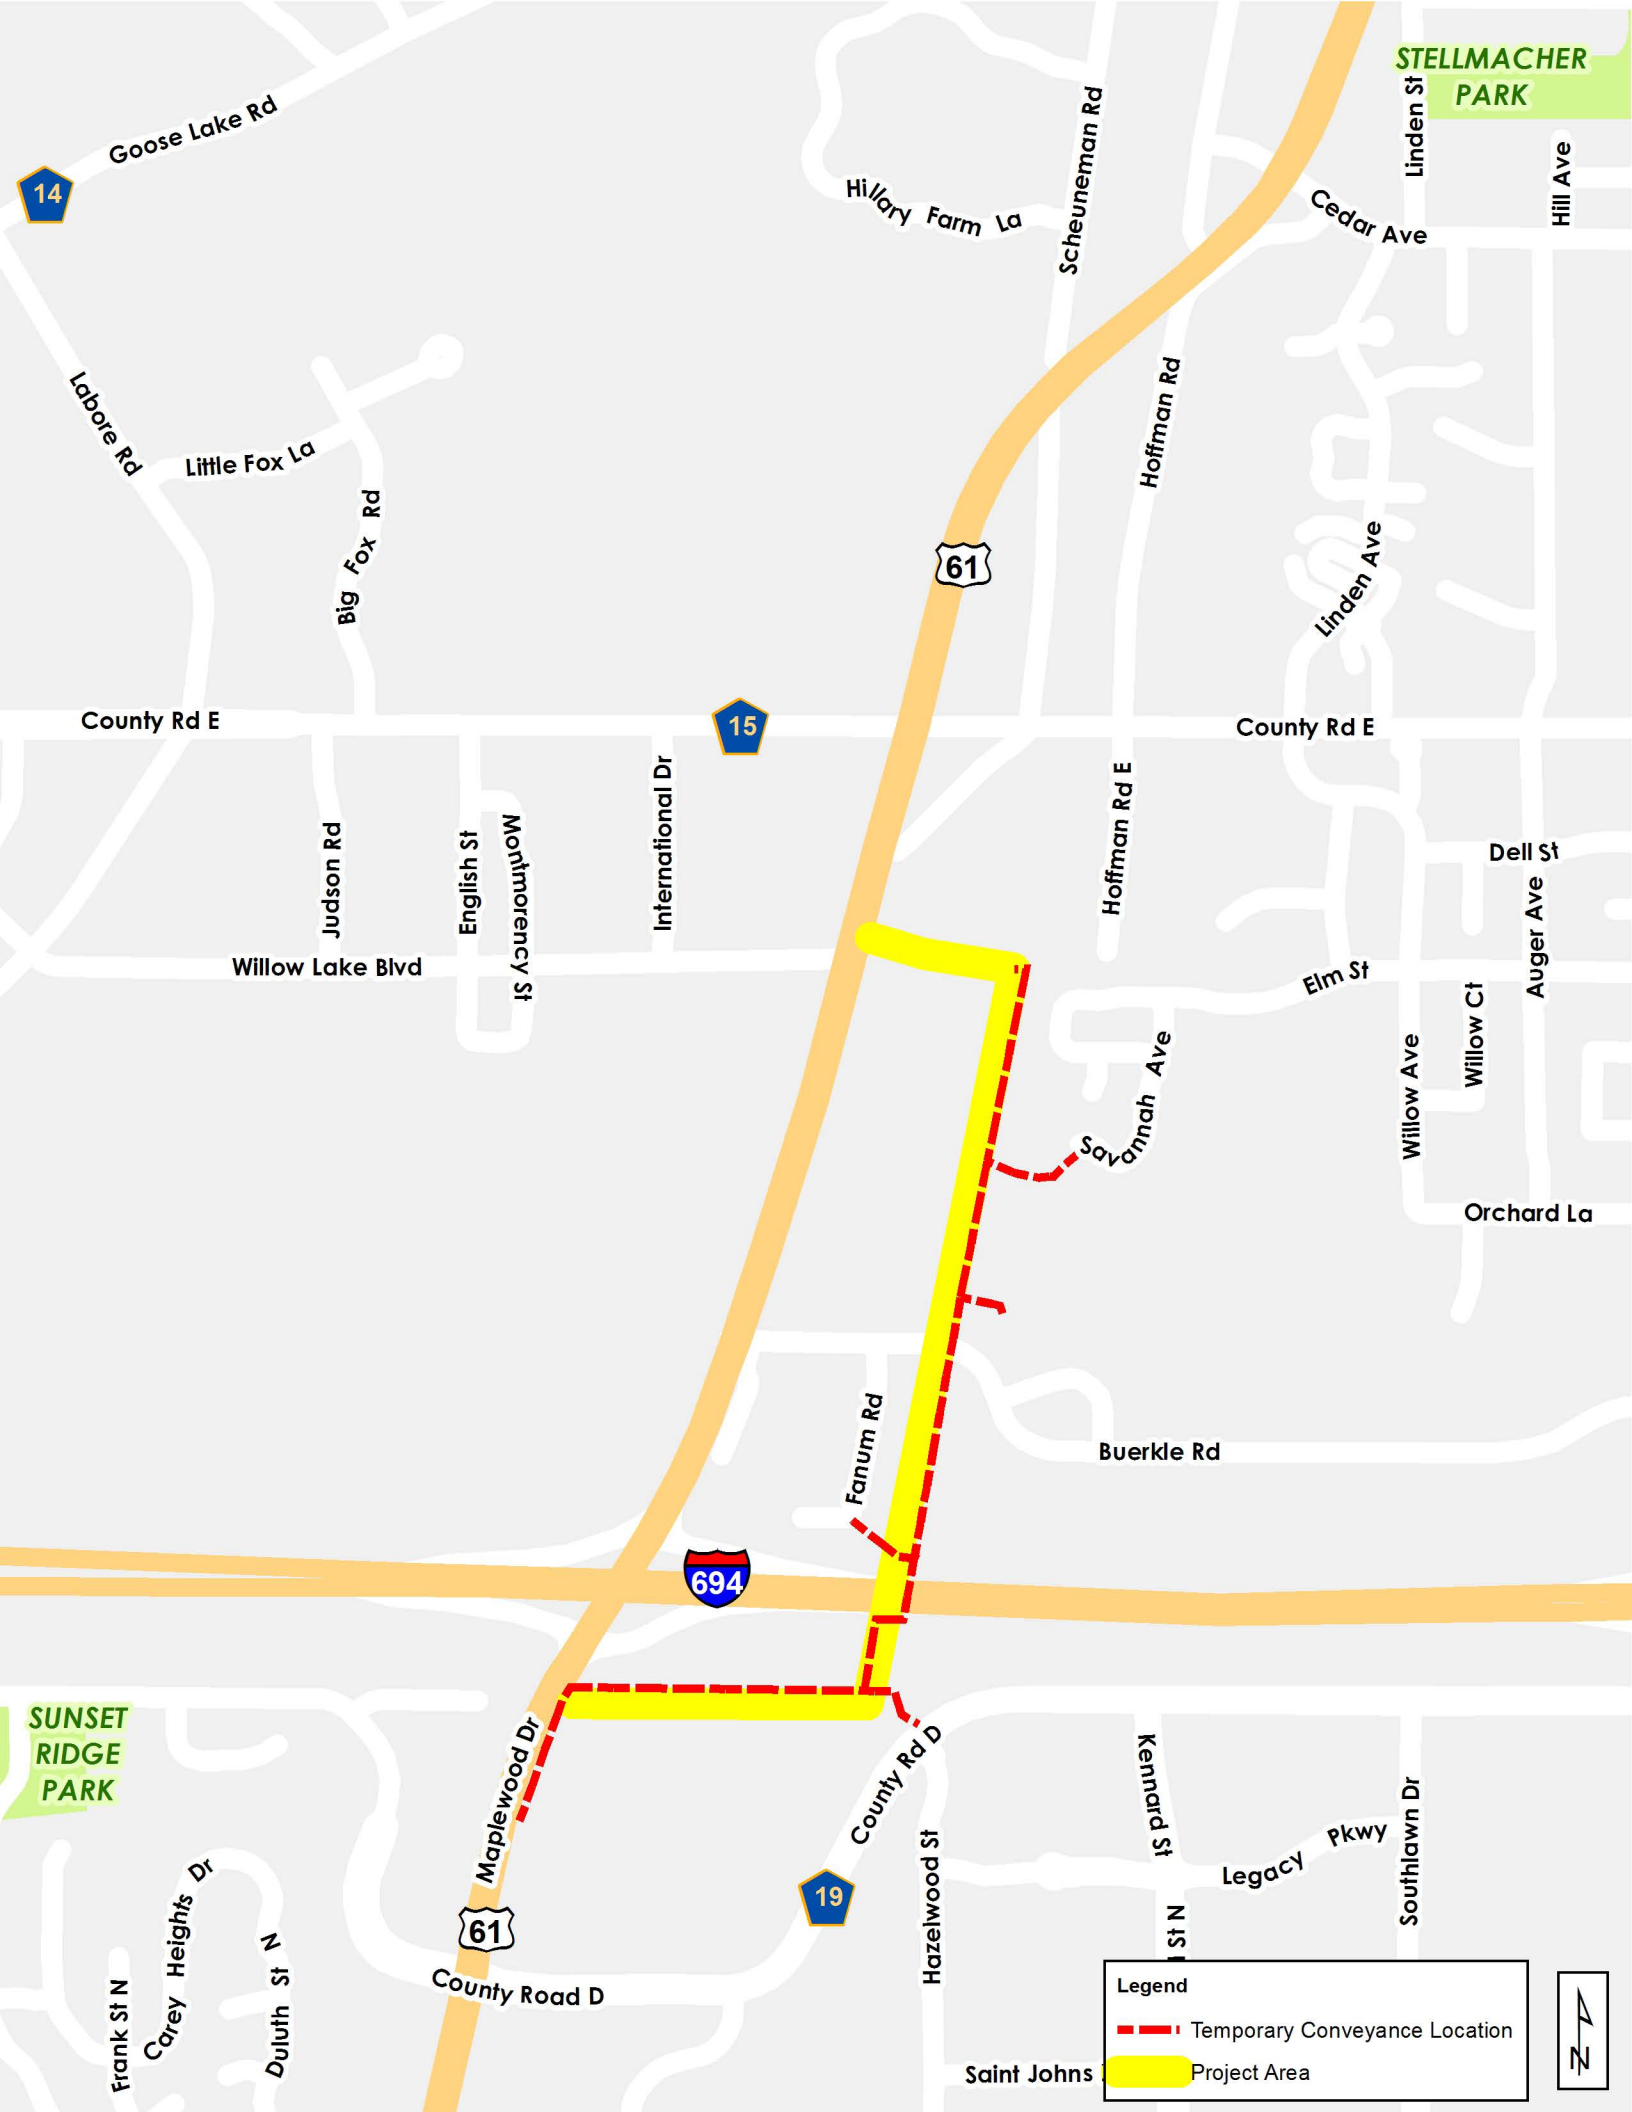 STELLMACHER
PARK
Linden St
Goose Lake Rd
14
Scheuneman Rd
Hill Ave
Hillary Farm La
Cedar Ave
Labore Rd
Hoffman Rd
Little Fox La
Big Fox Rd
61
Linden Ave
County Rd E
15
County Rd E
Judson Rd
English St
Montmorency St
International Dr
Hoffman Rd E
Dell St
Auger Ave
Willow Lake Blvd
Elm St
Willow Ct
Savannah Ave
Willow Ave
Orchard La
Fanum Rd
Buerkle Rd
694
SUNSET
RIDGE
PARK
Maplewood Dr
County Rd D
Kennard St
Southlawn Dr
Pkwy
Legacy
19
Hazelwood St
Carey Heights Dr
61
Duluth St N
Frank St N
County Road D
St N
Saint Johns
Legend
Temporary Conveyance Location
Project Area
N